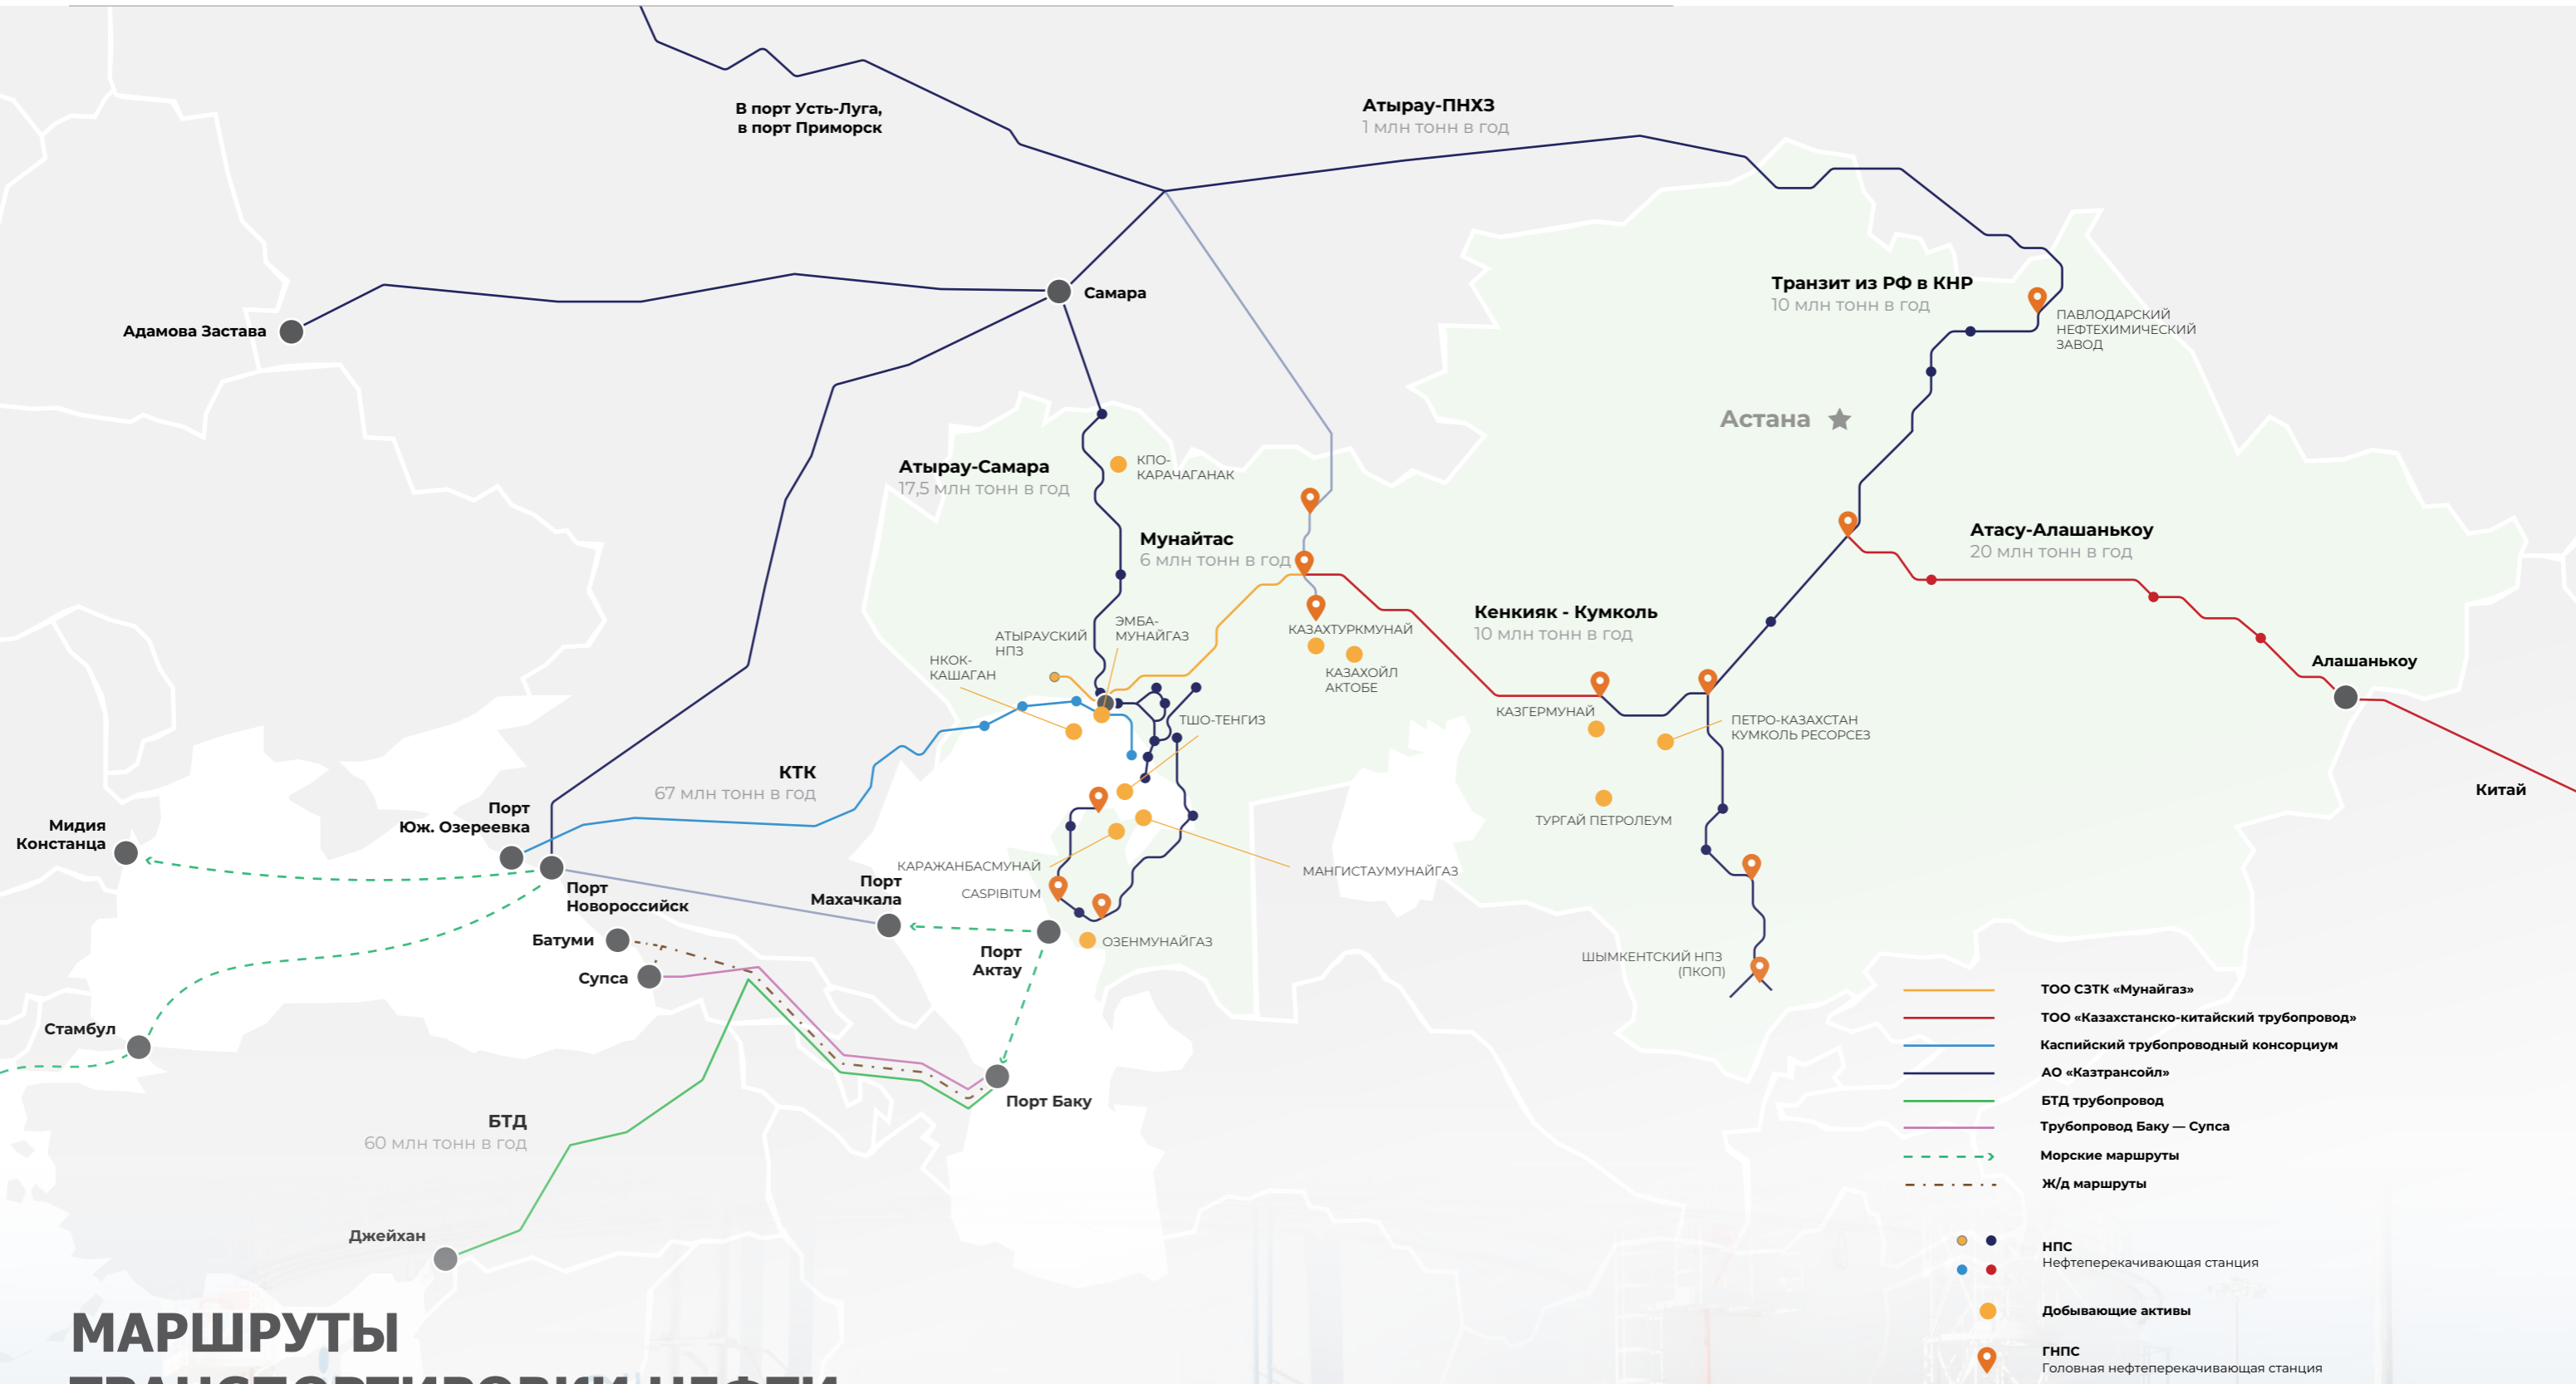 В порт Усть-Луга,
в порт Приморск
Атырау-ПНХЗ
1 млн тонн в год
Самара
Адамова Застава
Транзит из РФ в КНР
10 млн тонн в год
ПАВЛОДАРСКИЙ
НЕФТЕХИМИЧЕСКИЙ
ЗАВОД
Астана
Атырау-Самара
17,5 млн тонн в год
КПО-
КАРАЧАГАНАК
Мунайтас
6 млн тонн в год
Атасу-Алашанькоу
20 млн тонн в год
Кенкияк - Кумколь
10 млн тонн в год
АТЫРАУСКИЙ
НПЗ
ЭМБА-
МУНАЙГАЗ
НКОК-
КАШАГАН
КАЗАХТУРКМУНАЙ
КАЗАХОЙЛ
АКТОБЕ
Алашанькоу
КАЗГЕРМУНАЙ
ТШО-ТЕНГИЗ
ПЕТРО-КАЗАХСТАН
КУМКОЛЬ РЕСОРСЕЗ
КТК
67 млн тонн в год
Китай
Порт
Юж. Озереевка
Мидия
Констанца
ТУРГАЙ ПЕТРОЛЕУМ
КАРАЖАНБАСМУНАЙ
МАНГИСТАУМУНАЙГАЗ
Порт
Махачкала
CASPIBITUM
Порт
Новороссийск
Батуми
Супса
ОЗЕНМУНАЙГАЗ
Порт
Актау
ШЫМКЕНТСКИЙ НПЗ
(ПКОП)
Стамбул
Порт Баку
БТД
60 млн тонн в год
Джейхан
ТОО СЗТК «Мунайгаз»
ТОО «Казахстанско-китайский трубопровод»
Каспийский трубопроводный консорциум
АО «Казтрансойл»
БТД трубопровод
Трубопровод Баку — Супса
Морские маршруты
Ж/д маршруты
НПС
Нефтеперекачивающая станция
Добывающие активы
ГНПС
Головная нефтеперекачивающая станция
МАРШРУТЫ
ТРАНСПОРТИРОВКИ НЕФТИ